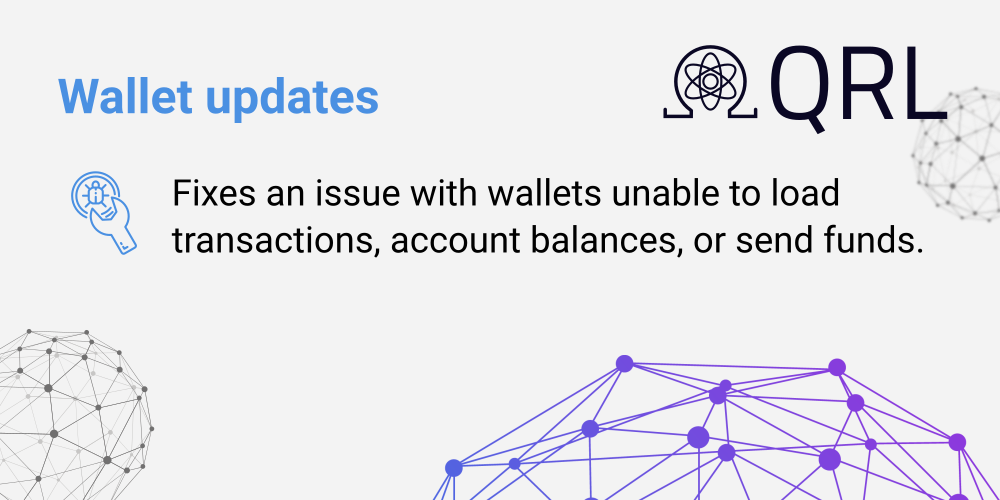 QRL
Wallet updates
Fixes an issue with wallets unable to load
transactions, account balances, or send funds.